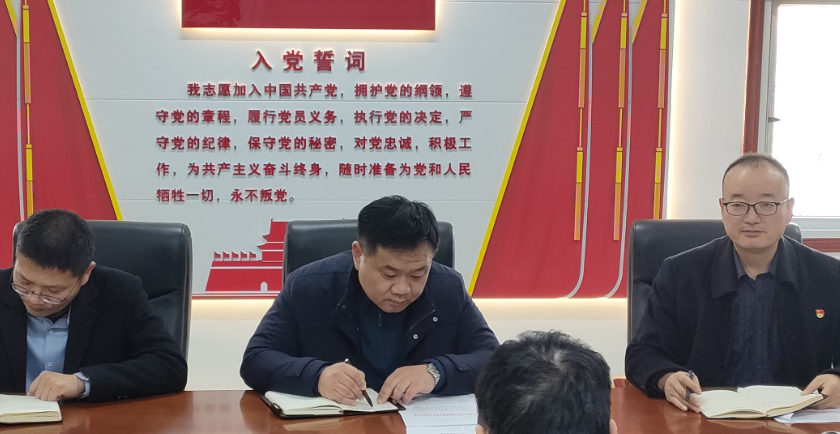 入党誓词
我志愿加入中国共产党，拥护党的纲领，遵
守党的章程，履行党员义务，执行党的决定，严
守党的纪律，保守党的秘密，对党忠诚，积极工
作，为共产主义奋斗终身，随时准备为党和人民
牺牲一切，永不叛党。